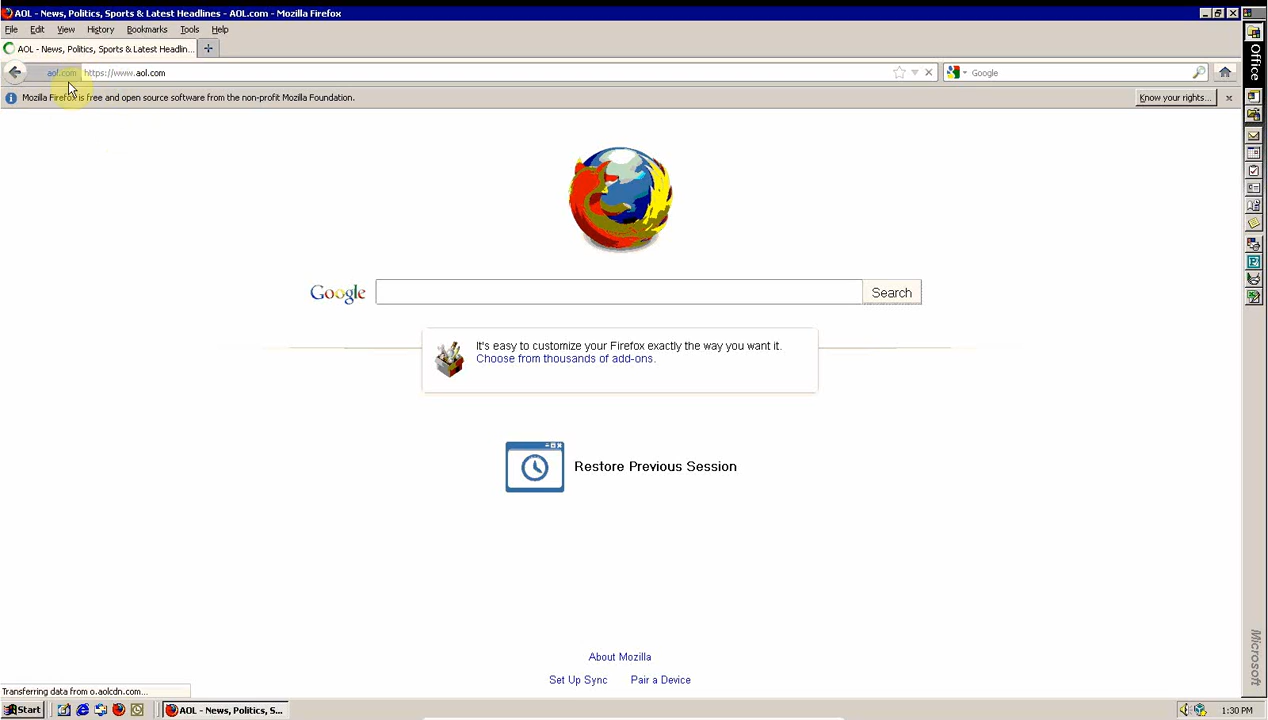 AOL - News, Politics, Sports & Latest Headlines - AOL.com - Mozilla Firefox
File Edit View History Bookmarks Tools Help
AOL - News, Politics, Sports & Latest Headlin...
aol.com https://www.aol.com
Google
Mozilla Firefox is free and open source software from the non-profit Mozilla Foundation.
Know your rights...
Office
Google
Search
It's easy to customize your Firefox exactly the way you want it.
Choose from thousands of add-ons.
Restore Previous Session
About Mozilla
Set Up Sync Pair a Device
Microsoft
Transferring data from o.aolcdn.com...
Start
AOL - News, Politics, S...
1:30 PM